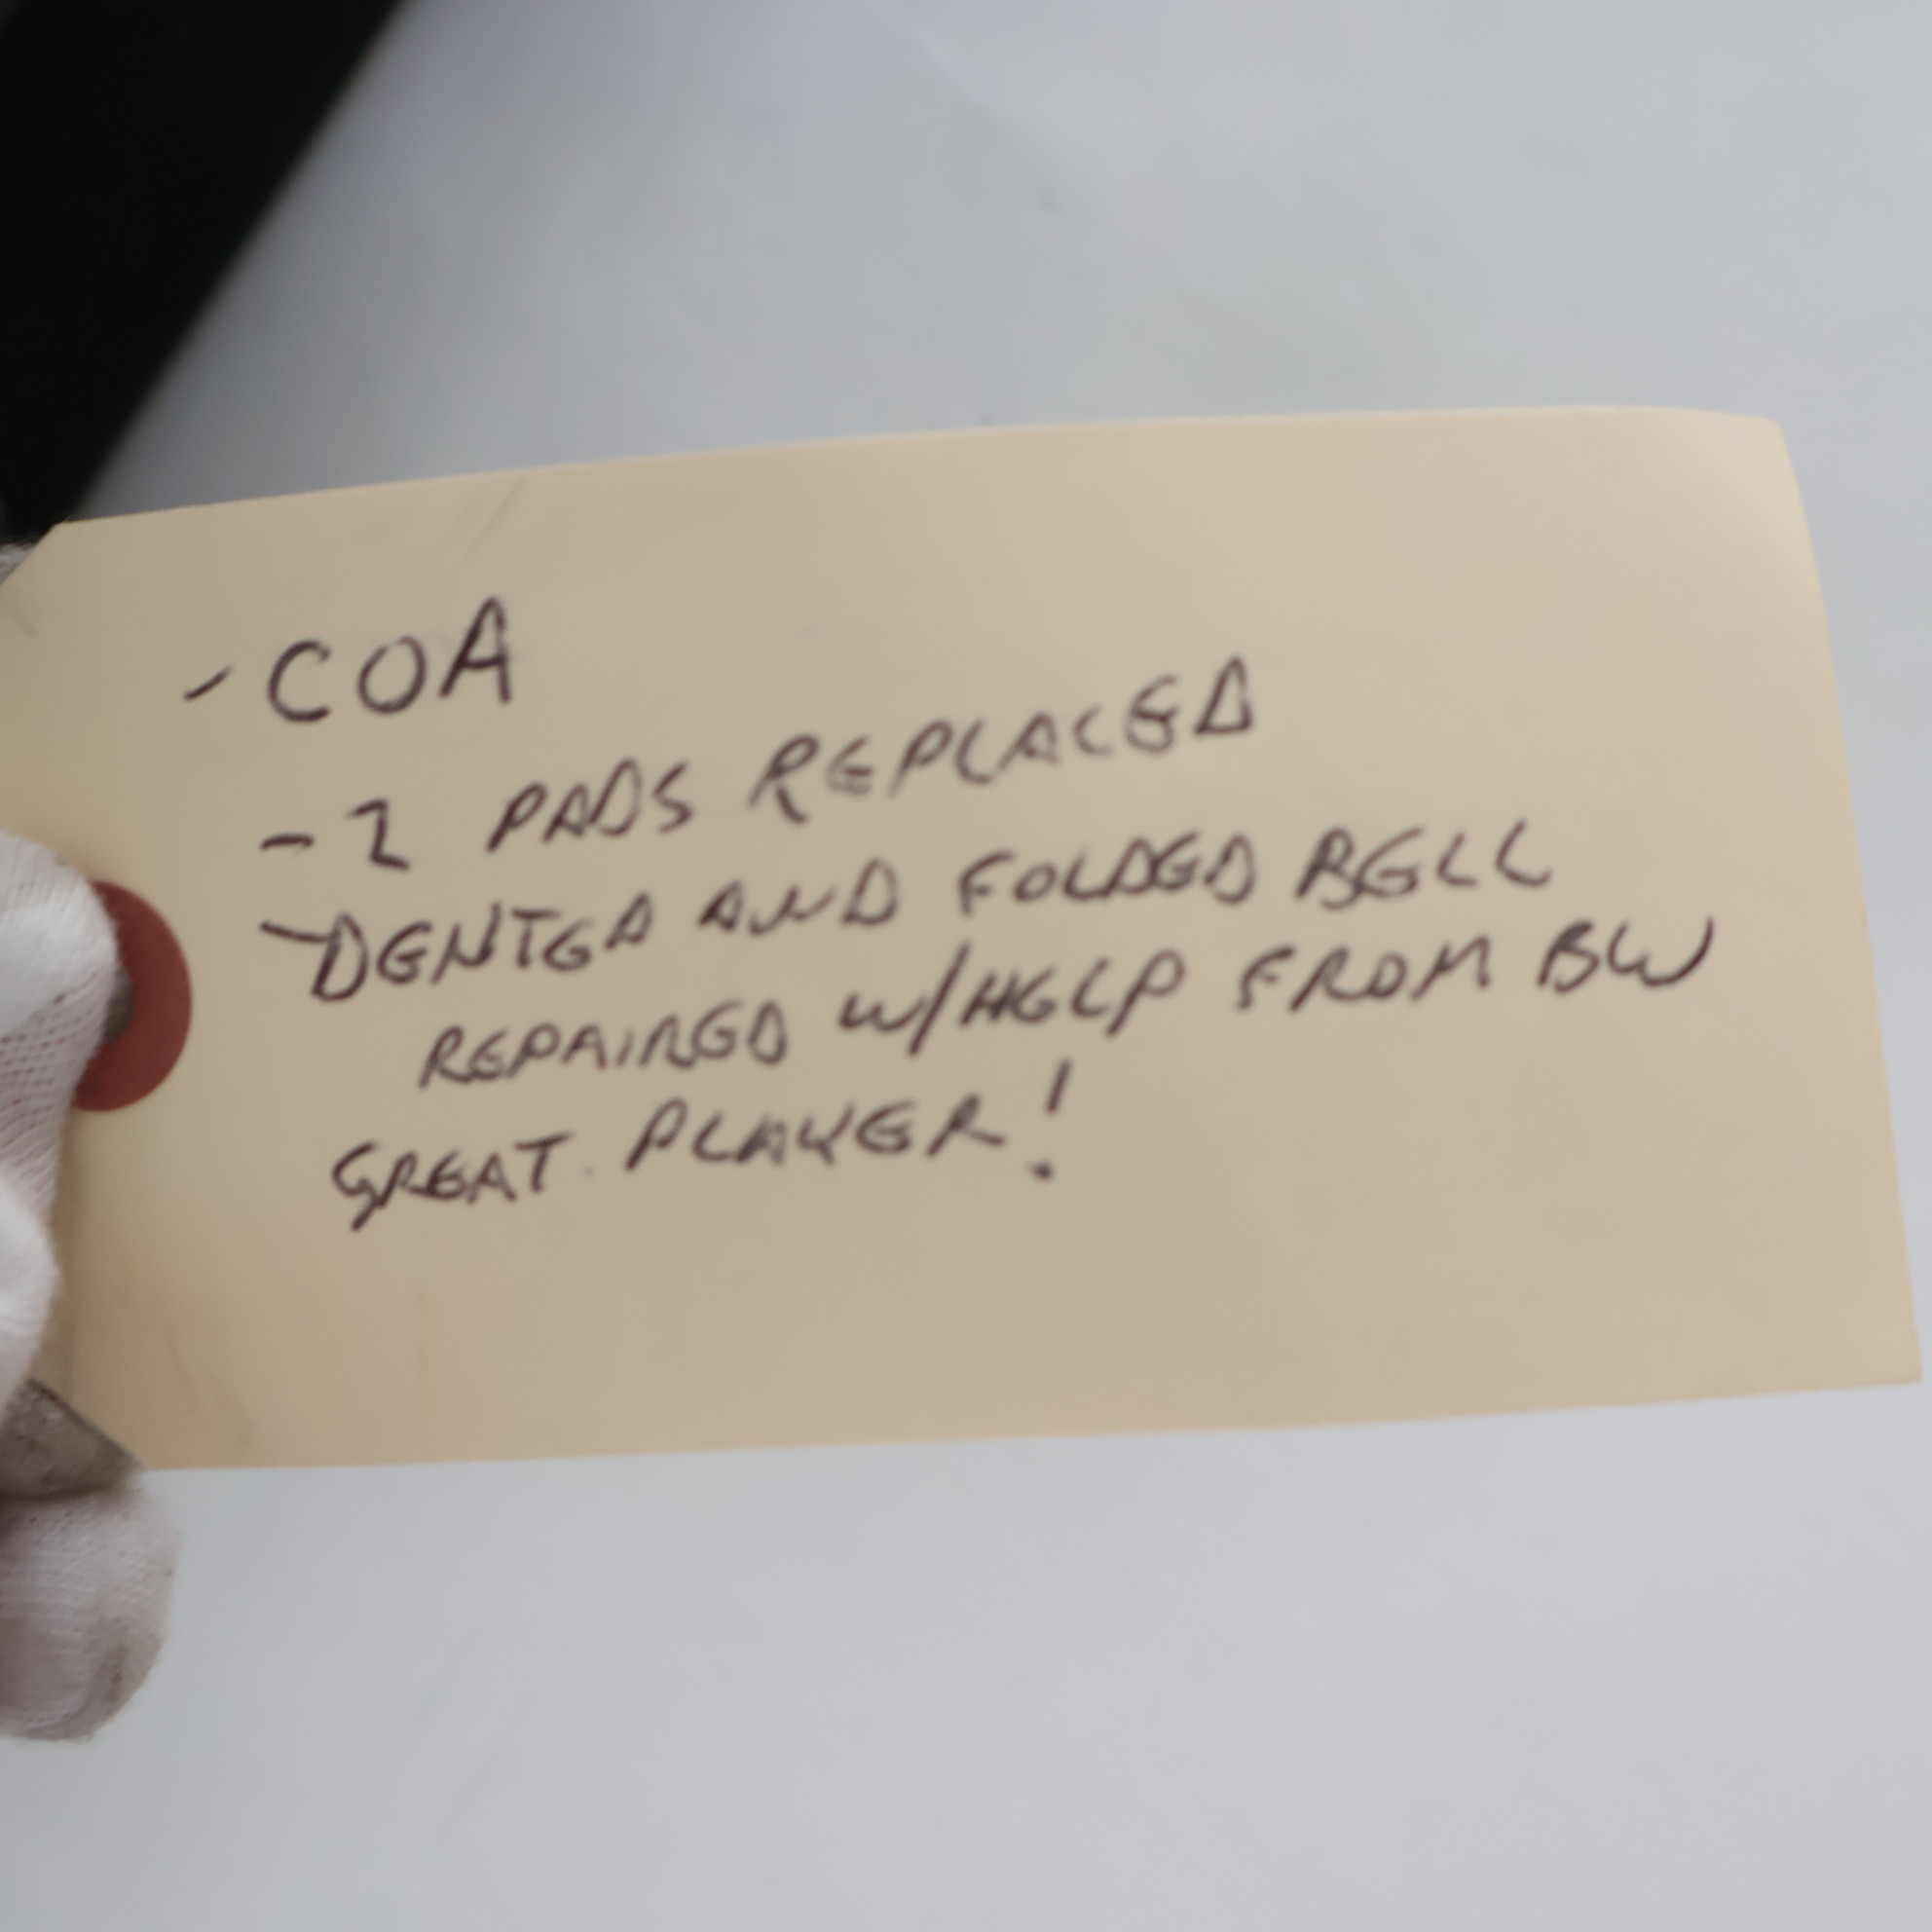 - COA
- 2 PADS REPLACED
- DENTED AND FOLDED BELL
REPAIRED W/HELP FROM BW
GREAT PLAYER!